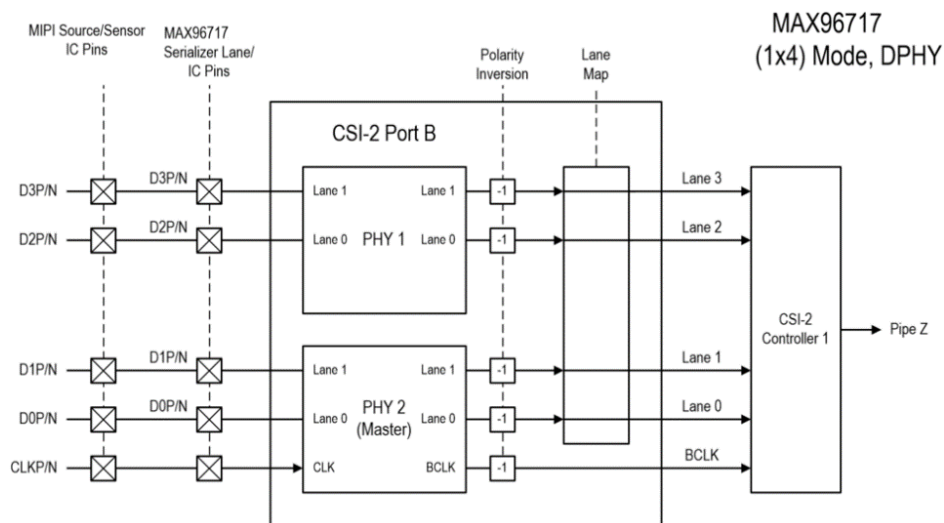 MIPI Source/Sensor
IC Pins
MAX96717
Serializer Lane/
IC Pins
Polarity
Inversion
Lane
Map
MAX96717
(1x4) Mode, DPHY
CSI-2 Port B
D3P/N
D3P/N
Lane 1
Lane 1
-1
Lane 3
D2P/N
D2P/N
Lane 0
PHY 1
Lane 0
-1
Lane 2
CSI-2
Controller 1
Pipe Z
D1P/N
D1P/N
Lane 1
Lane 1
-1
Lane 1
D0P/N
D0P/N
Lane 0
PHY 2
(Master)
Lane 0
-1
Lane 0
CLKP/N
CLK
BCLK
-1
BCLK